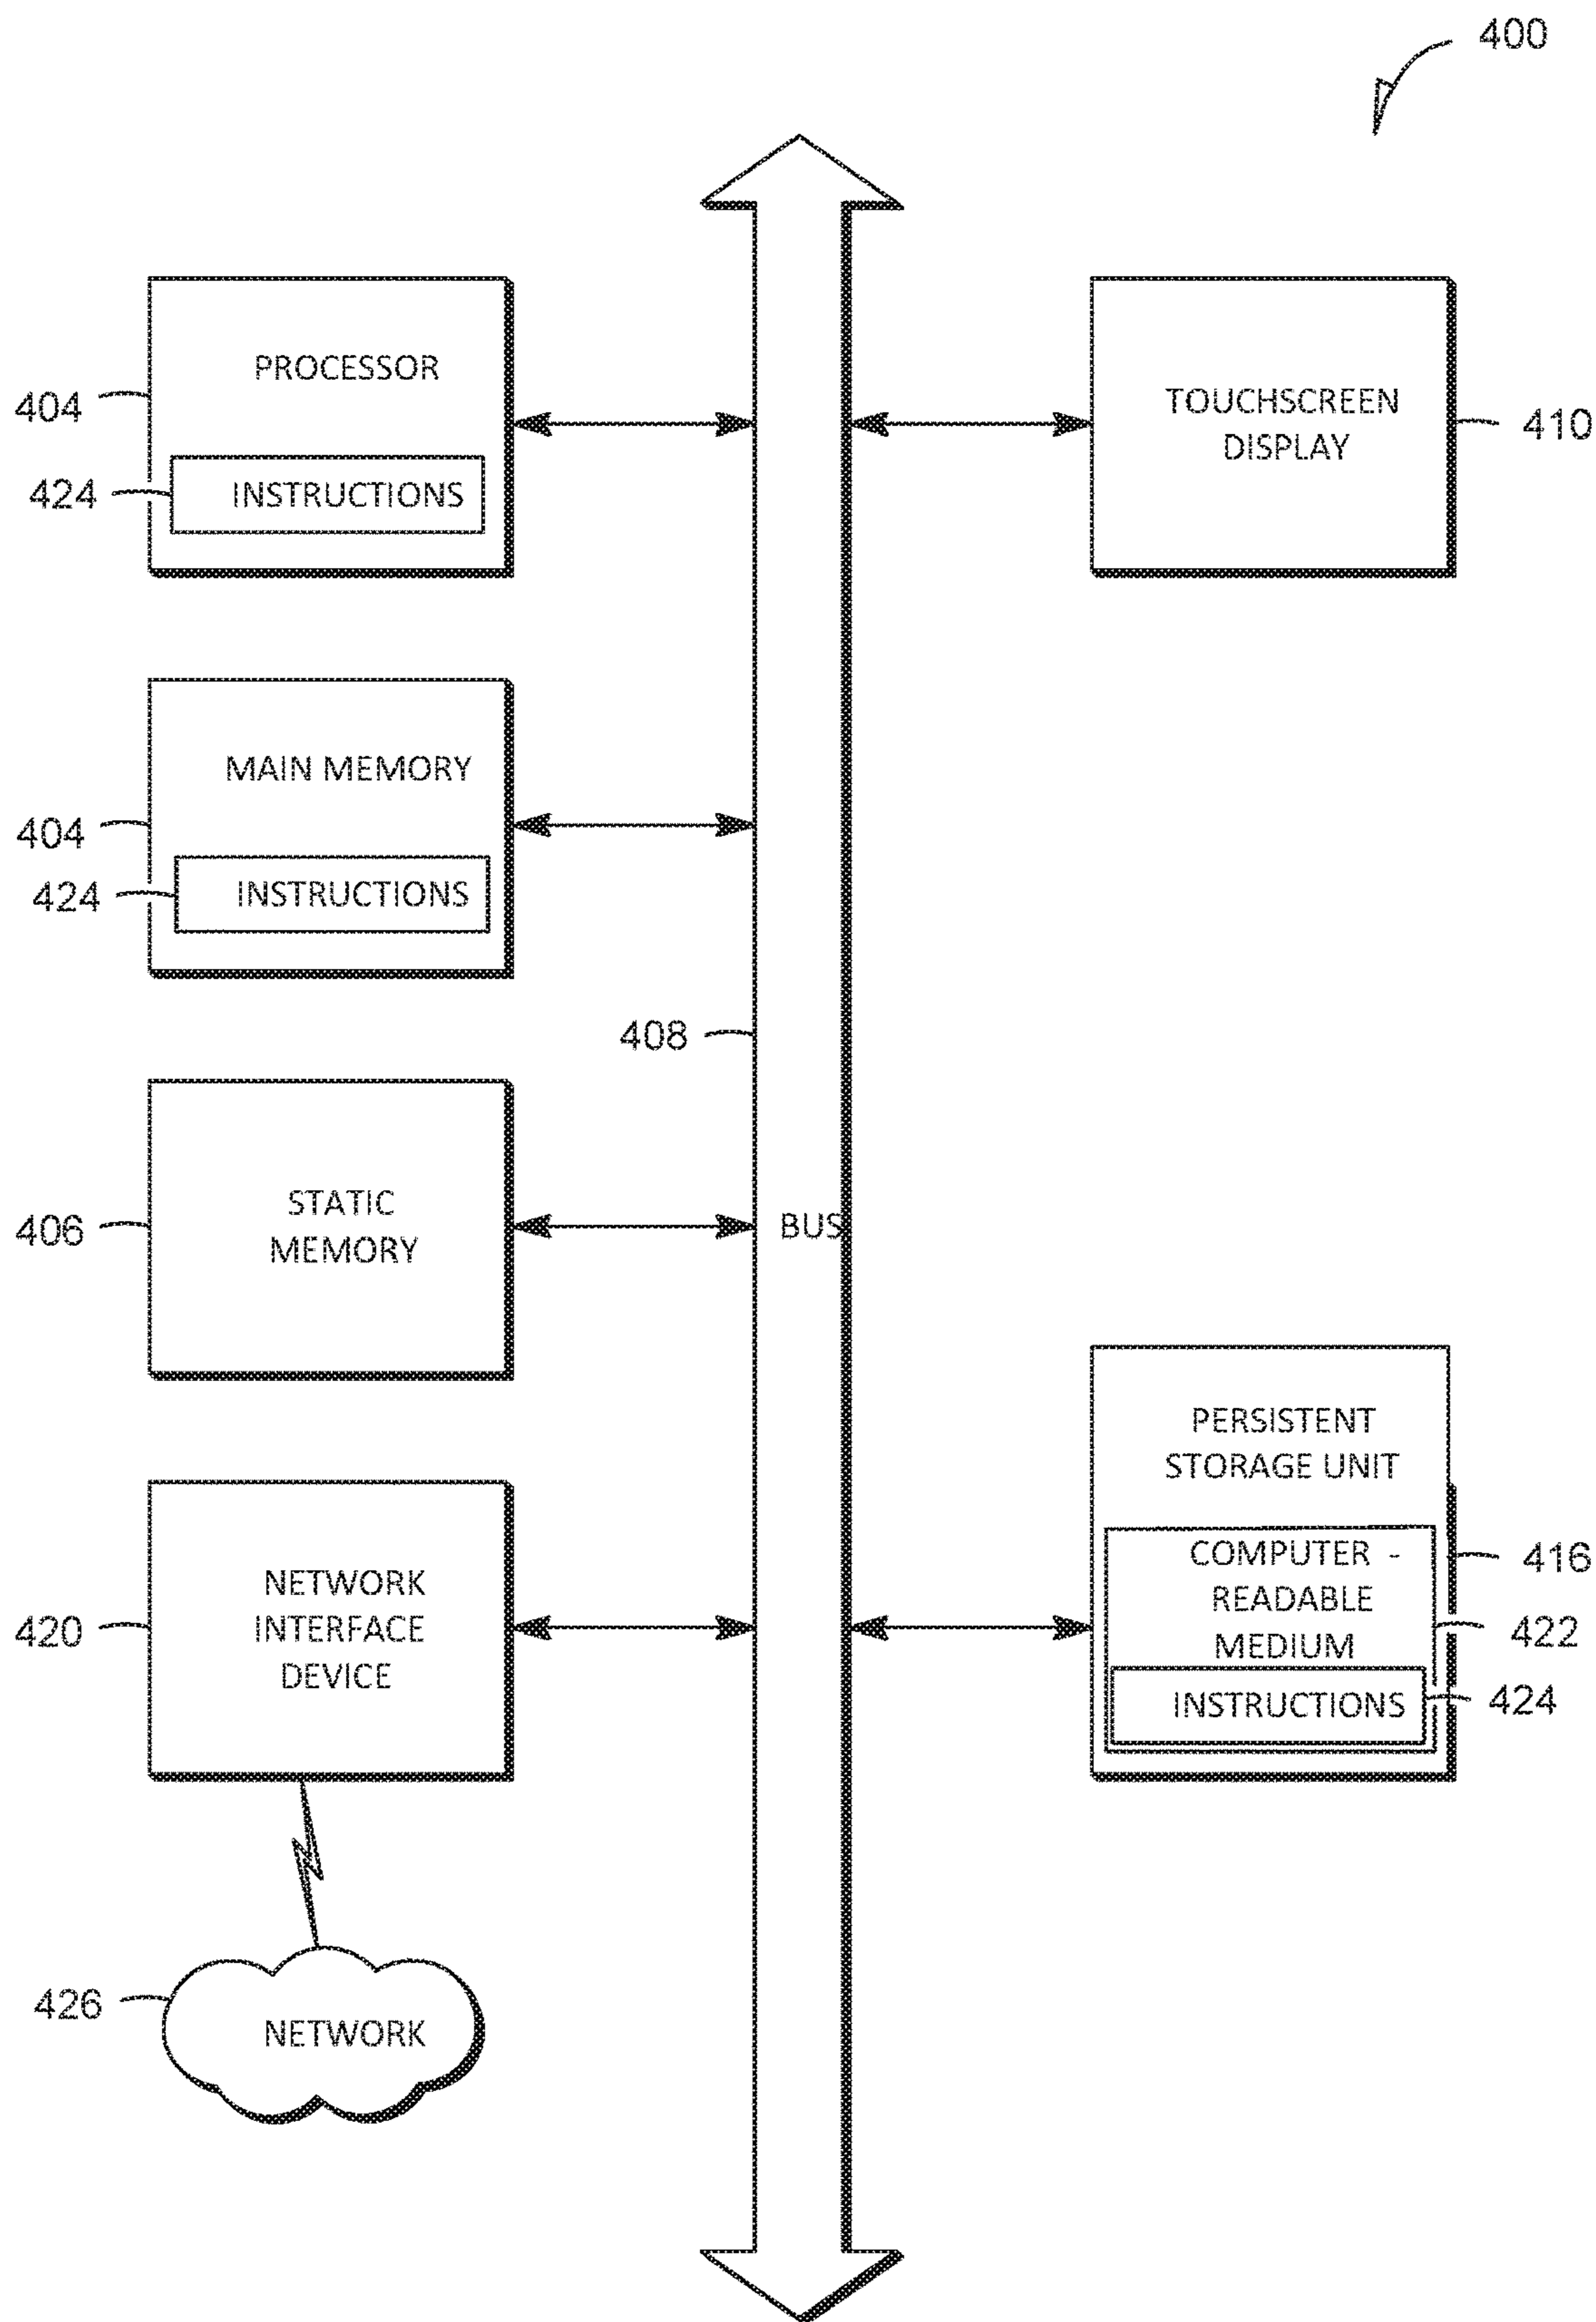 400
PROCESSOR
404
424
INSTRUCTIONS
TOUCHSCREEN
DISPLAY
410
MAIN MEMORY
404
424
INSTRUCTIONS
408
STATIC
MEMORY
406
BUS
PERSISTENT
STORAGE UNIT
COMPUTER -
READABLE
MEDIUM
INSTRUCTIONS
416
422
424
NETWORK
INTERFACE
DEVICE
420
426
NETWORK